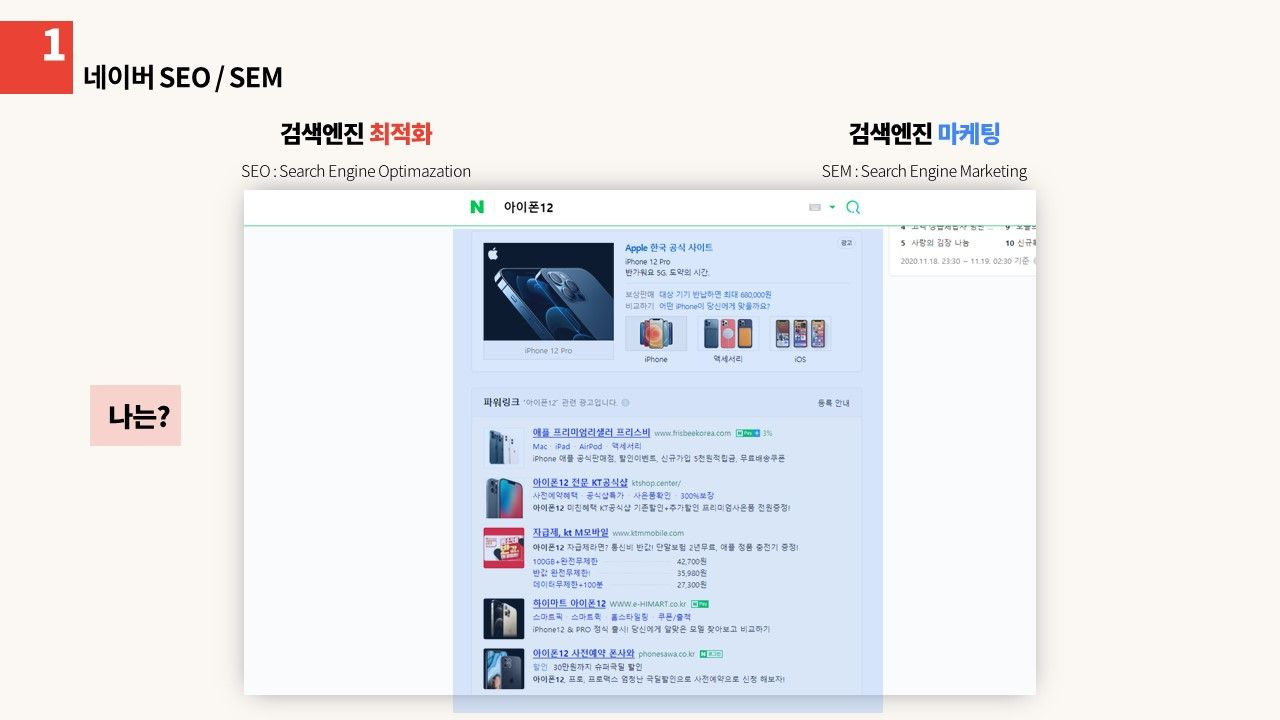 1
네이버 SEO / SEM
검색엔진 최적화
SEO : Search Engine Optimazation
검색엔진 마케팅
SEM : Search Engine Marketing
N 아이폰12
나는?
Apple 한국 공식 사이트
광고
iPhone 12 Pro
반가워요 5G. 도약의 시간.
보상판매 대상 기기 반납하면 최대 680,000원
비교하기 어떤 iPhone이 당신에게 맞을까요?
iPhone 12 Pro
iPhone
액세서리
iOS
5 사랑의 김장 나눔
10 신규
2020.11.18. 23:30 ~ 11.19. 02:30 기준
파워링크 '아이폰12' 관련 광고입니다.
등록 안내
애플 프리미엄리셀러 프리스비 www.frisbeekorea.com N Pay + 3%
Mac · iPad · AirPod · 액세서리
iPhone 애플 공식판매점, 할인이벤트, 신규가입 5천원적립금, 무료배송쿠폰
아이폰12 전문 KT공식샵 ktshop.center/
사전예약혜택 · 공식샵특가 · 사은품확인 · 300%보장
아이폰12 미친혜택 KT공식샵 기존할인+추가할인 프리미엄사은품 전원증정!
자급제, kt M모바일 www.ktmmobile.com
아이폰12 자급제라면? 통신비 반값! 단말보험 2년무료, 애플 정품 충전기 증정!
100GB+완전무제한 42,700원
반값 완전무제한! 35,980원
데이터무제한+100분 27,300원
하이마트 아이폰12 WWW.e-HIMART.co.kr N Pay
스마트픽 · 스마트퀵 · 홈스타일링 · 쿠폰/출첵
iPhone12 & PRO 정식 출시! 당신에게 알맞은 모델 찾아보고 비교하기
아이폰12 사전예약 폰사와 phonesawa.co.kr N 로그인
할인 30만원까지 슈퍼국딜 할인
아이폰12, 프로, 프로맥스 엄청난 국딜할인으로 사전예약으로 신청 해보자!